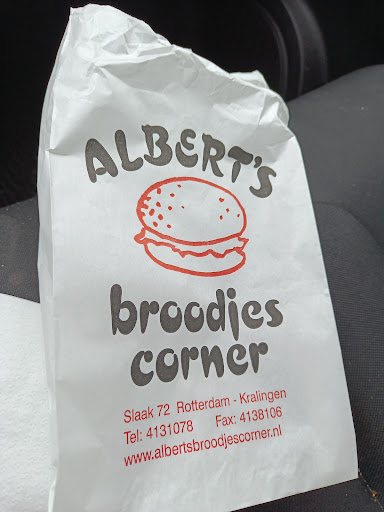 ALBERT'S
broodjes
corner
Slaak 72 Rotterdam - Kralingen
Tel: 4131078 Fax: 4138106
www.albertsbroodjescorner.nl